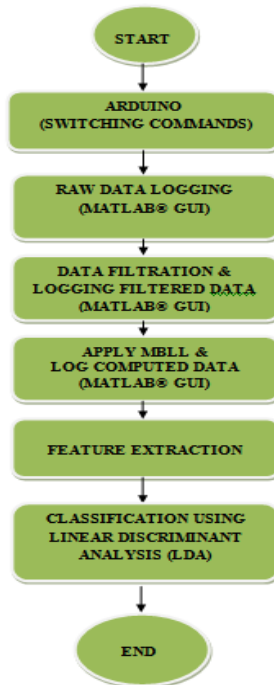 START
ARDUINO
(SWITCHING COMMANDS)
RAW DATA LOGGING
(MATLAB® GUI)
DATA FILTRATION &
LOGGING FILTERED DATA
(MATLAB® GUI)
APPLY MBLL &
LOG COMPUTED DATA
(MATLAB® GUI)
FEATURE EXTRACTION
CLASSIFICATION USING
LINEAR DISCRIMINANT
ANALYSIS (LDA)
END